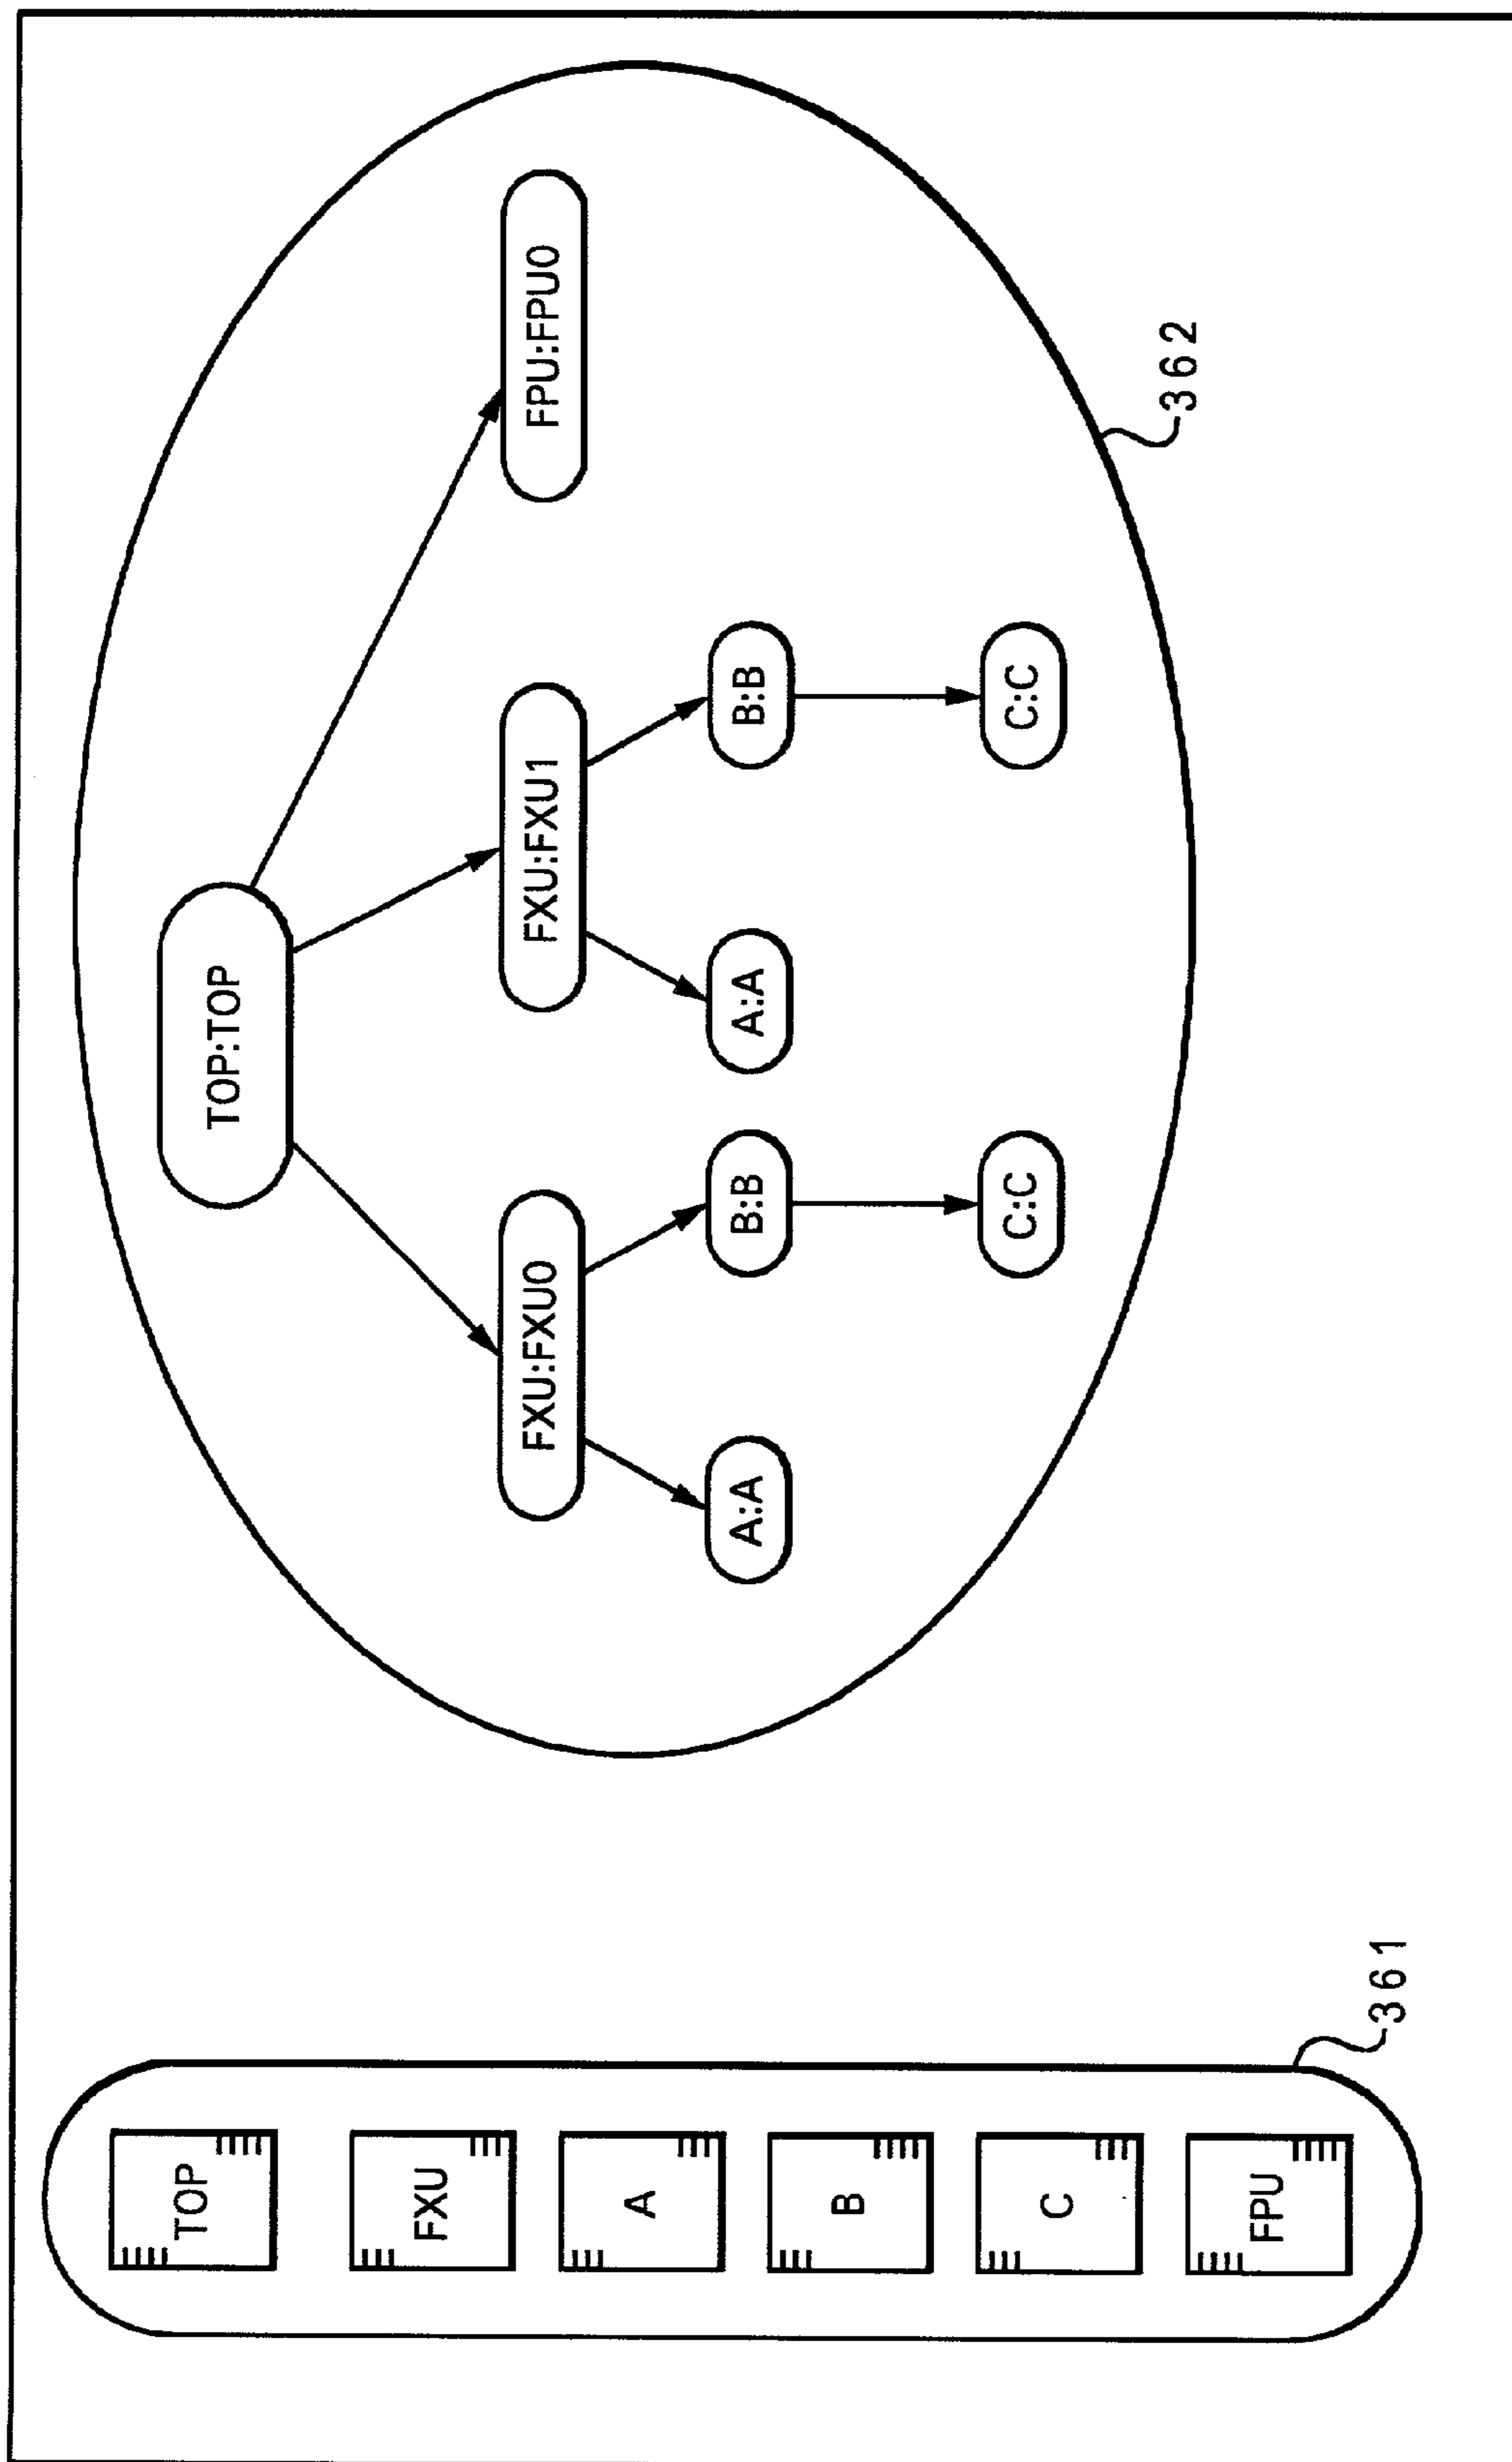 TOP
FXU
A
B
C
FPU
361
TOP:TOP
FXU:FXU0
FXU:FXU1
FPU:FPU0
A:A
B:B
A:A
B:B
C:C
C:C
362